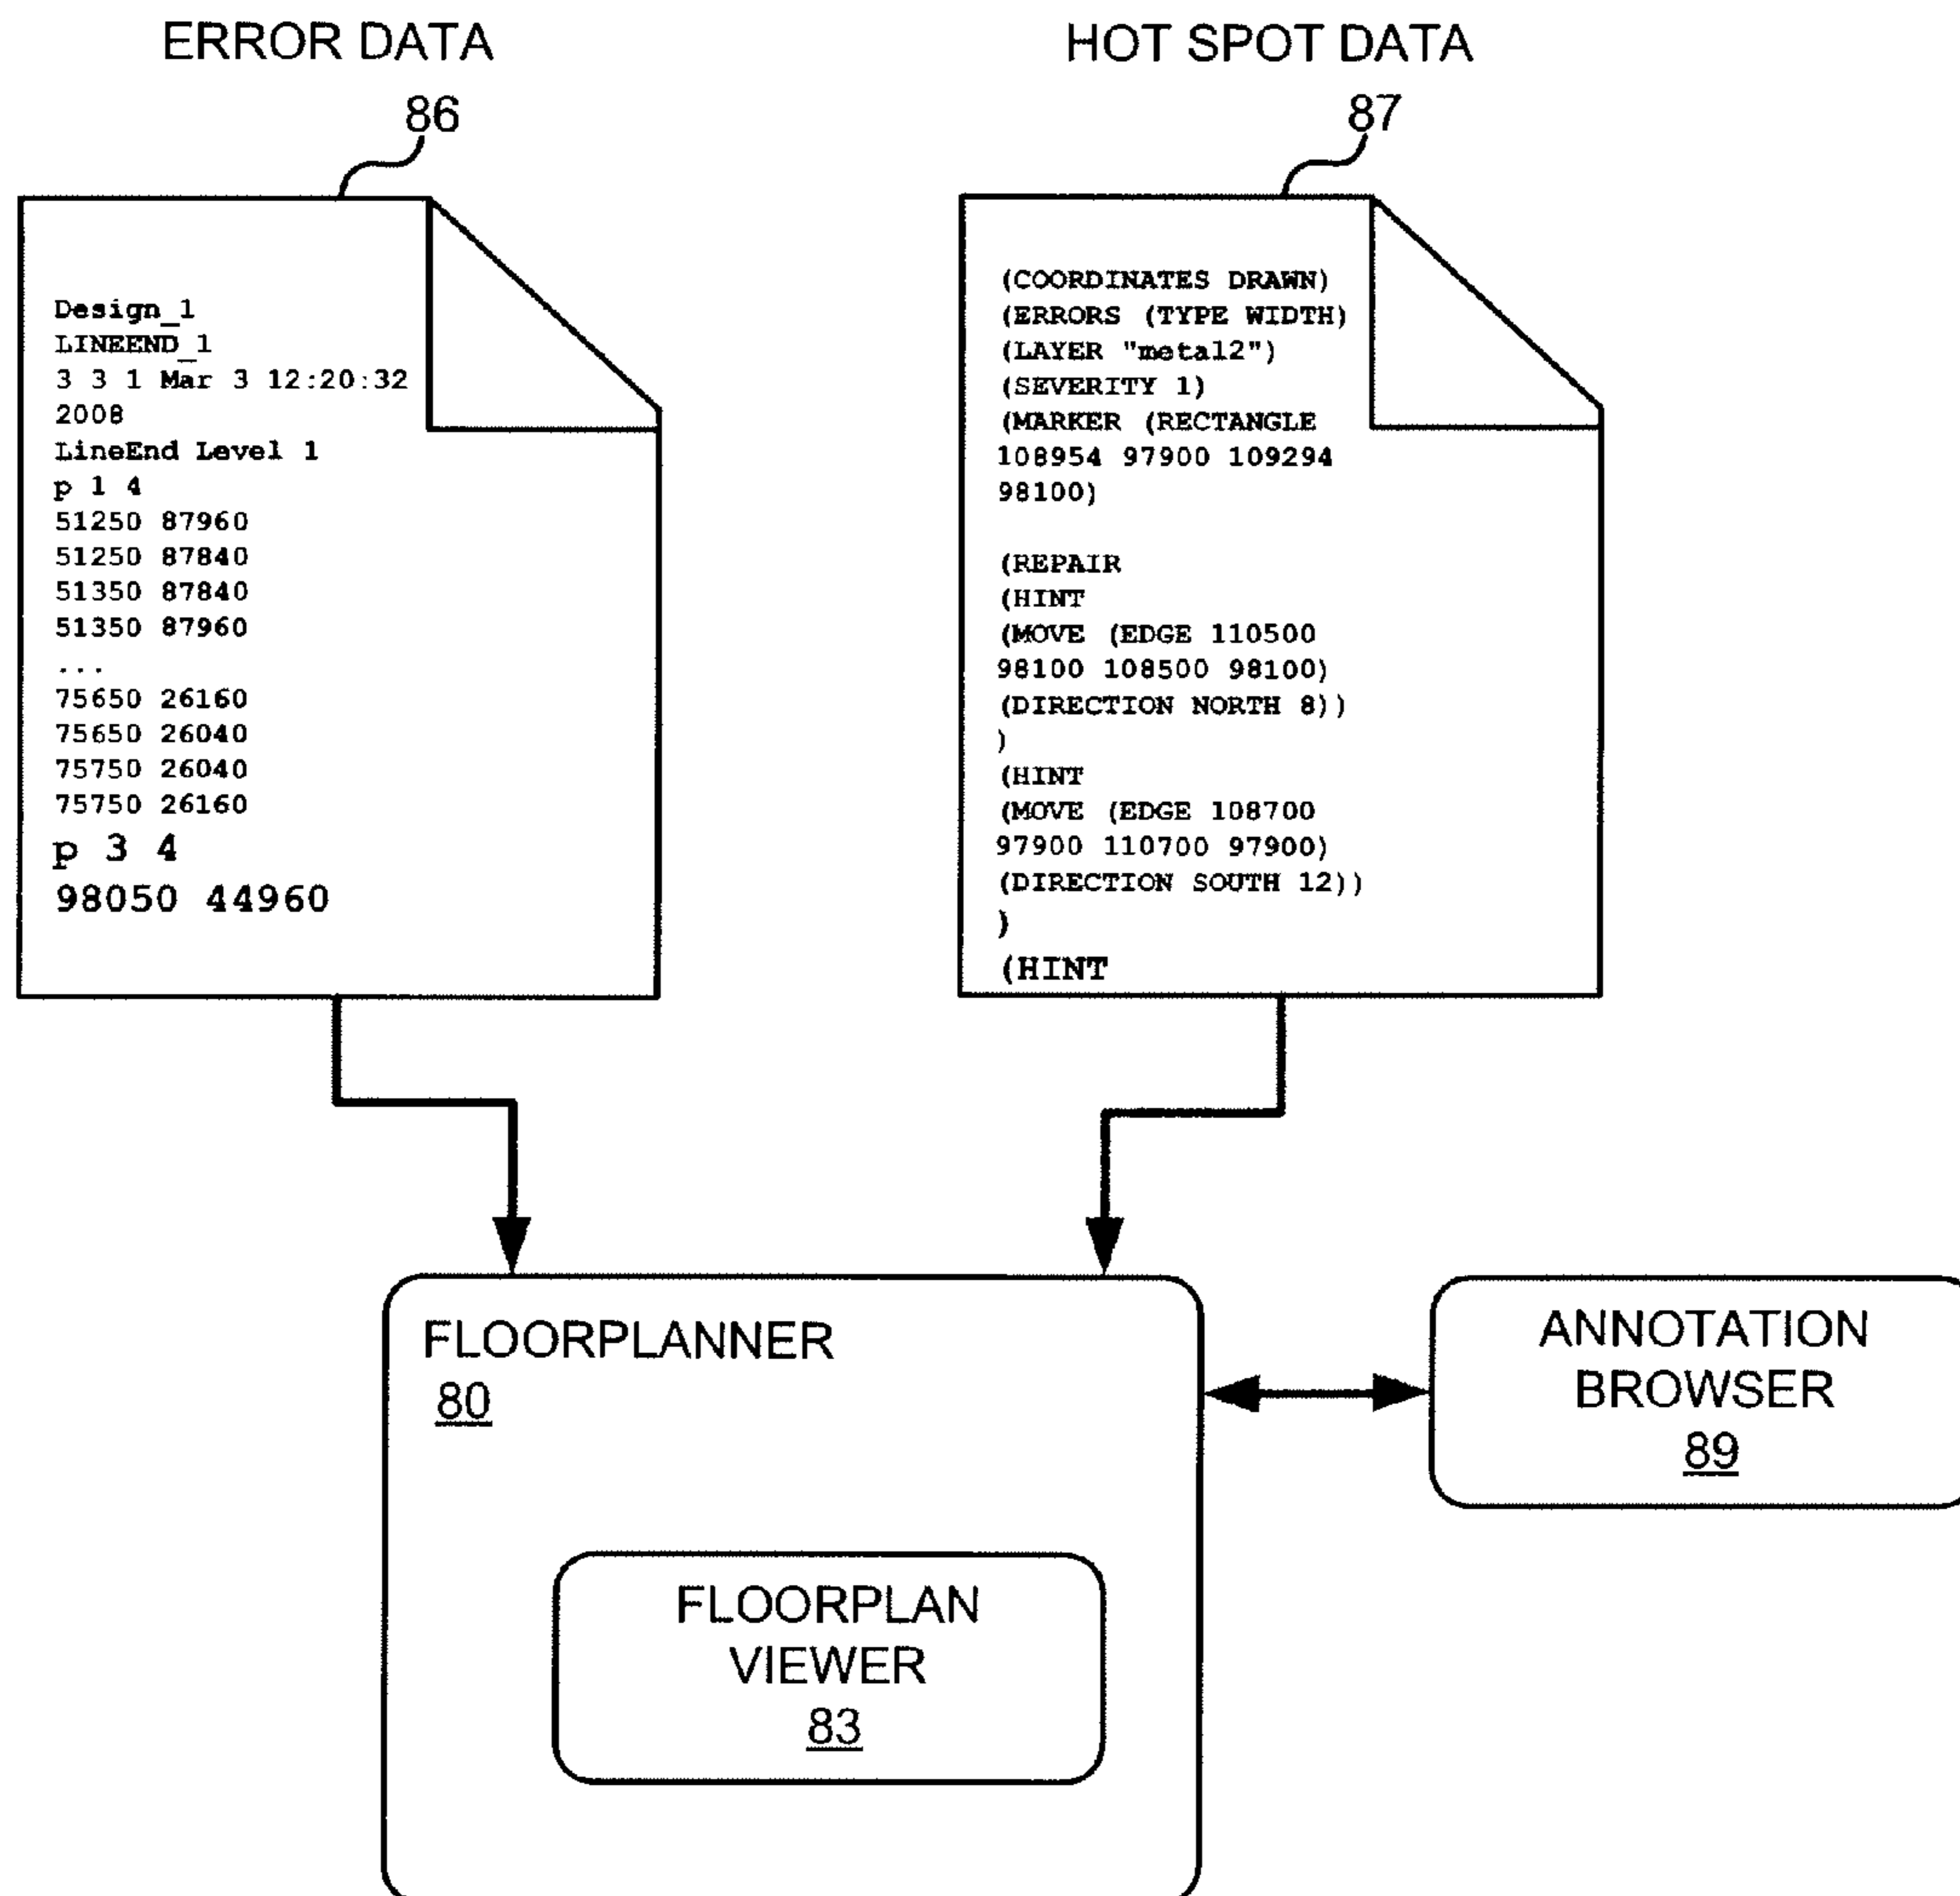 ERROR DATA
86
Design_1
LINEEND_1
3 3 1 Mar 3 12:20:32
2008
LineEnd Level 1
p 1 4
51250 87960
51250 87840
51350 87840
51350 87960
...
75650 26160
75650 26040
75750 26040
75750 26160
p 3 4
98050 44960
HOT SPOT DATA
87
(COORDINATES DRAWN)
(ERRORS (TYPE WIDTH)
(LAYER "metal2")
(SEVERITY 1)
(MARKER (RECTANGLE
108954 97900 109294
98100)
(REPAIR
(HINT
(MOVE (EDGE 110500
98100 108500 98100)
(DIRECTION NORTH 8))
)
(HINT
(MOVE (EDGE 108700
97900 110700 97900)
(DIRECTION SOUTH 12))
)
(HINT
FLOORPLANNER
80
FLOORPLAN
VIEWER
83
ANNOTATION
BROWSER
89